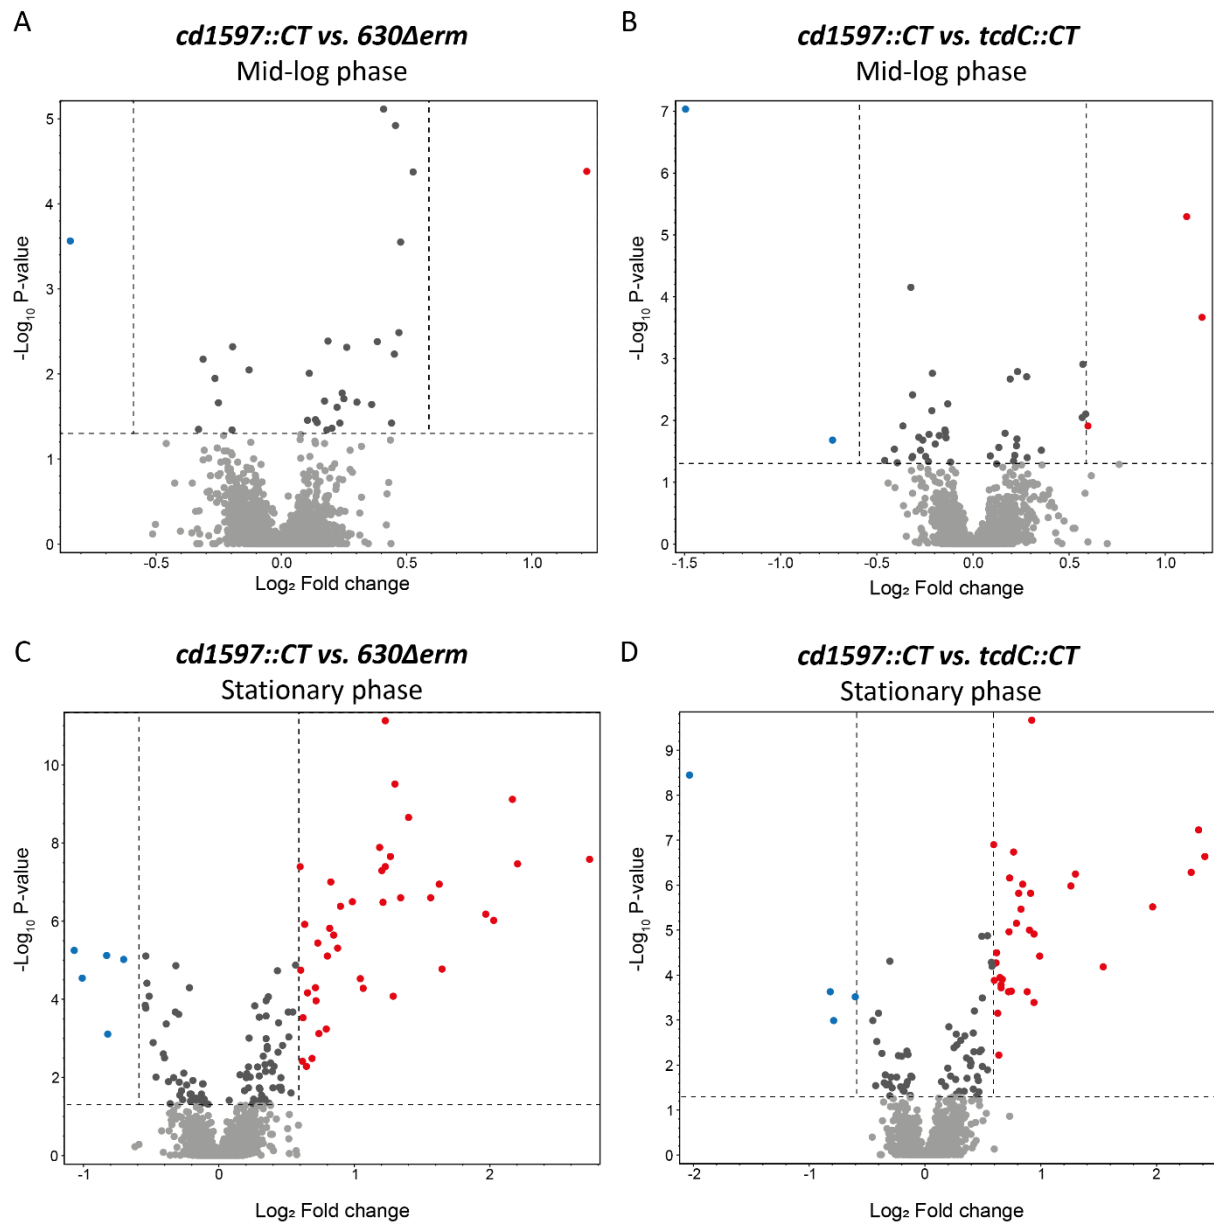 A
cd1597::CT vs. 630Δerm
Mid-log phase
5
4
3
2
1
0
-Log₁₀ P-value
-0.5
0.0
0.5
1.0
Log₂ Fold change
B
cd1597::CT vs. tcdC::CT
Mid-log phase
7
6
5
4
3
2
1
0
-Log₁₀ P-value
-1.5
-1.0
-0.5
0.0
0.5
1.0
Log₂ Fold change
C
cd1597::CT vs. 630Δerm
Stationary phase
10
8
6
4
2
0
-Log₁₀ P-value
-1
0
1
2
Log₂ Fold change
D
cd1597::CT vs. tcdC::CT
Stationary phase
9
8
7
6
5
4
3
2
1
0
-Log₁₀ P-value
-2
-1
0
1
2
Log₂ Fold change